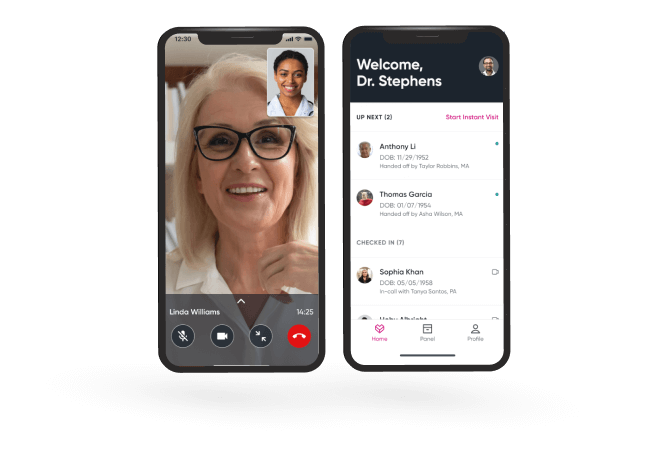 12:30
Linda Williams
14:25
Welcome,
Dr. Stephens
UP NEXT (2)
Start Instant Visit
Anthony Li
DOB: 11/29/1952
Handed off by Taylor Robbins, MA
Thomas Garcia
DOB: 01/07/1954
Handed off by Asha Wilson, MA
CHECKED IN (7)
Sophia Khan
DOB: 05/05/1958
In-call with Tanya Santos, PA
Home
Panel
Profile